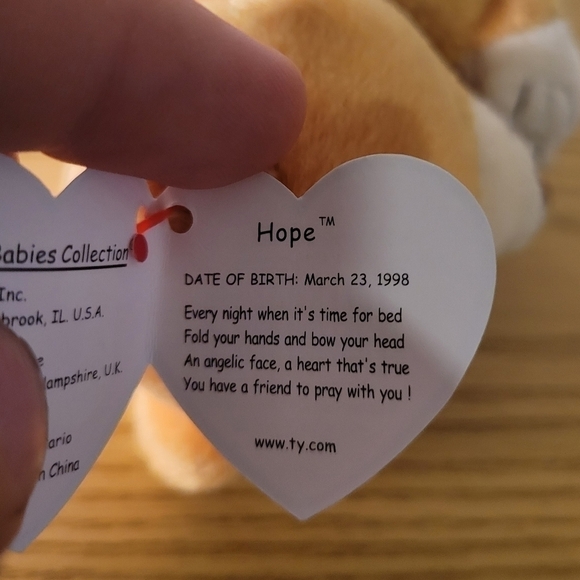 Babies Collection
Inc.
brook, IL. U.S.A.
Hampshire, U.K.
ario
n China
Hope™
DATE OF BIRTH: March 23, 1998
Every night when it's time for bed
Fold your hands and bow your head
An angelic face, a heart that's true
You have a friend to pray with you !
www.ty.com